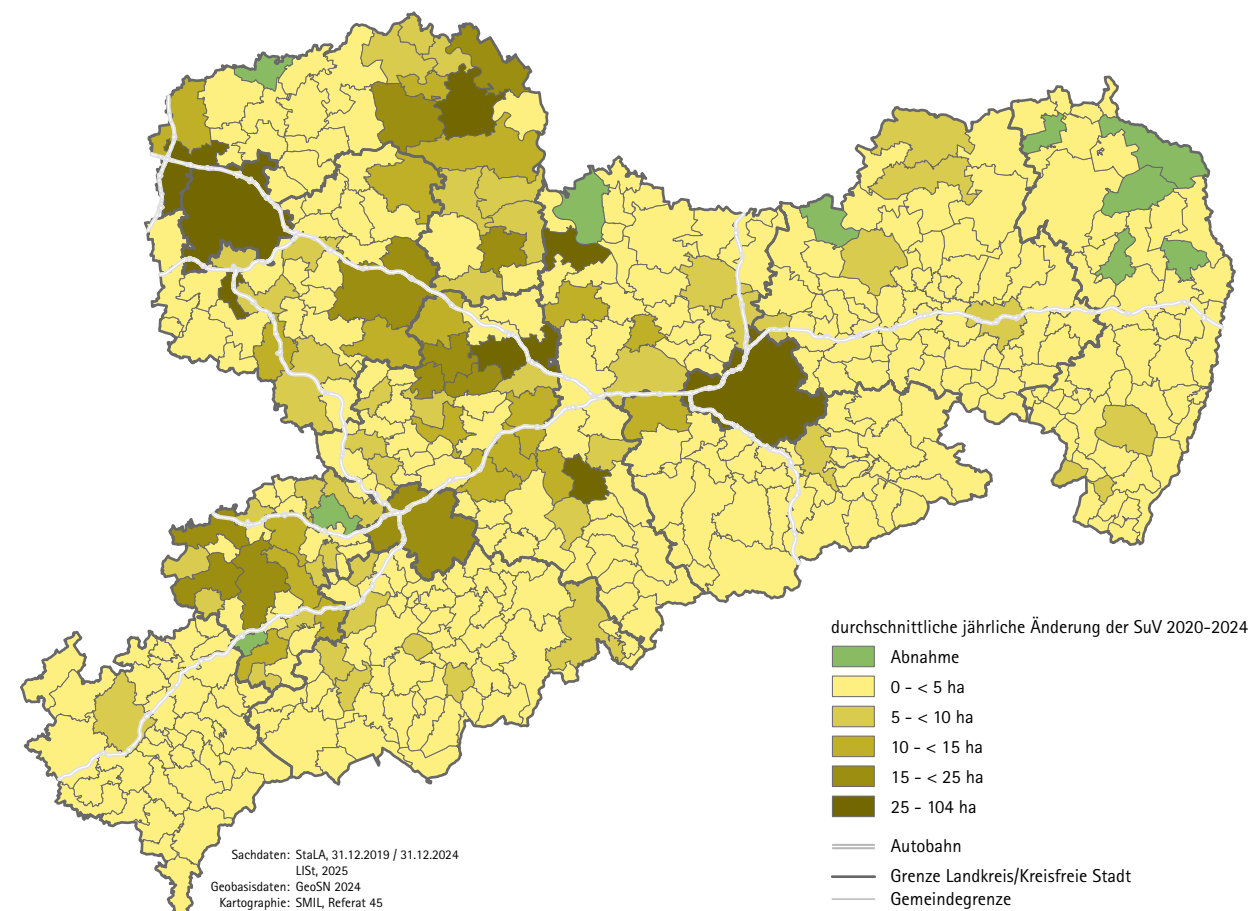 durchschnittliche jährliche Änderung der SuV 2020-2024
Abnahme
0 - < 5 ha
5 - < 10 ha
10 - < 15 ha
15 - < 25 ha
25 - 104 ha
Autobahn
Grenze Landkreis/Kreisfreie Stadt
Gemeindegrenze
Sachdaten: StaLA, 31.12.2019 / 31.12.2024
LISt, 2025
Geobasisdaten: GeoSN 2024
Kartographie: SMIL, Referat 45